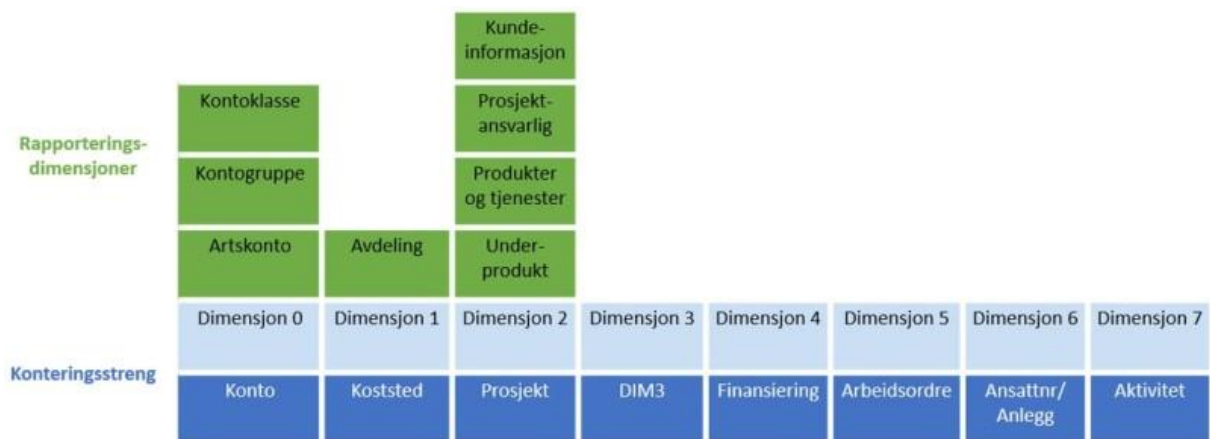 Kunde-
informasjon
Kontoklasse
Prosjekt-
ansvarlig
Rapporterings-
dimensjoner
Kontogruppe
Produkter
og tjenester
Artskonto
Avdeling
Under-
produkt
Dimensjon 0
Dimensjon 1
Dimensjon 2
Dimensjon 3
Dimensjon 4
Dimensjon 5
Dimensjon 6
Dimensjon 7
Konteringsstreng
Konto
Koststed
Prosjekt
DIM3
Finansiering
Arbeidsordre
Ansattnr/
Anlegg
Aktivitet